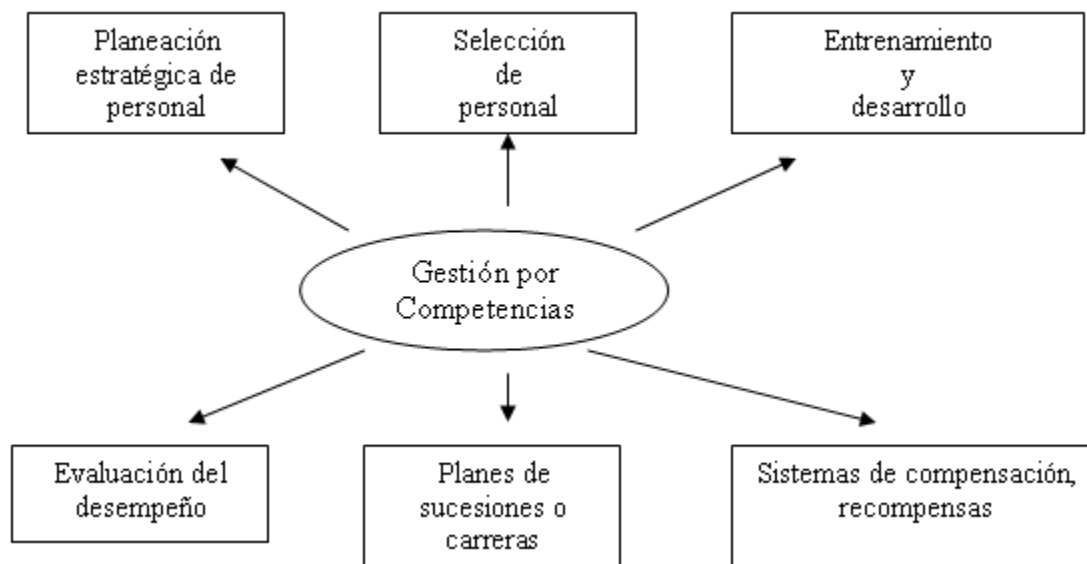 Planeación
estratégica de
personal
Selección
de
personal
Entrenamiento
y
desarrollo
Gestión por
Competencias
Evaluación del
desempeño
Planes de
sucesiones o
carreras
Sistemas de compensación,
recompensas